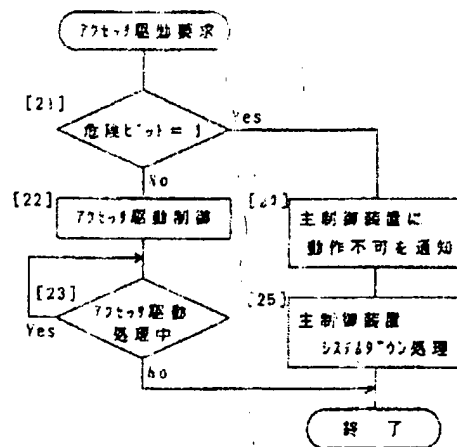 アクセッサ駆動要求
[21]
危険ビット = 1
Yes
No
[22]
アクセッサ駆動制御
主制御装置に
動作不可を通知
[23]
アクセッサ駆動
処理中
Yes
No
[25]
主制御装置
システムダウン処理
終了